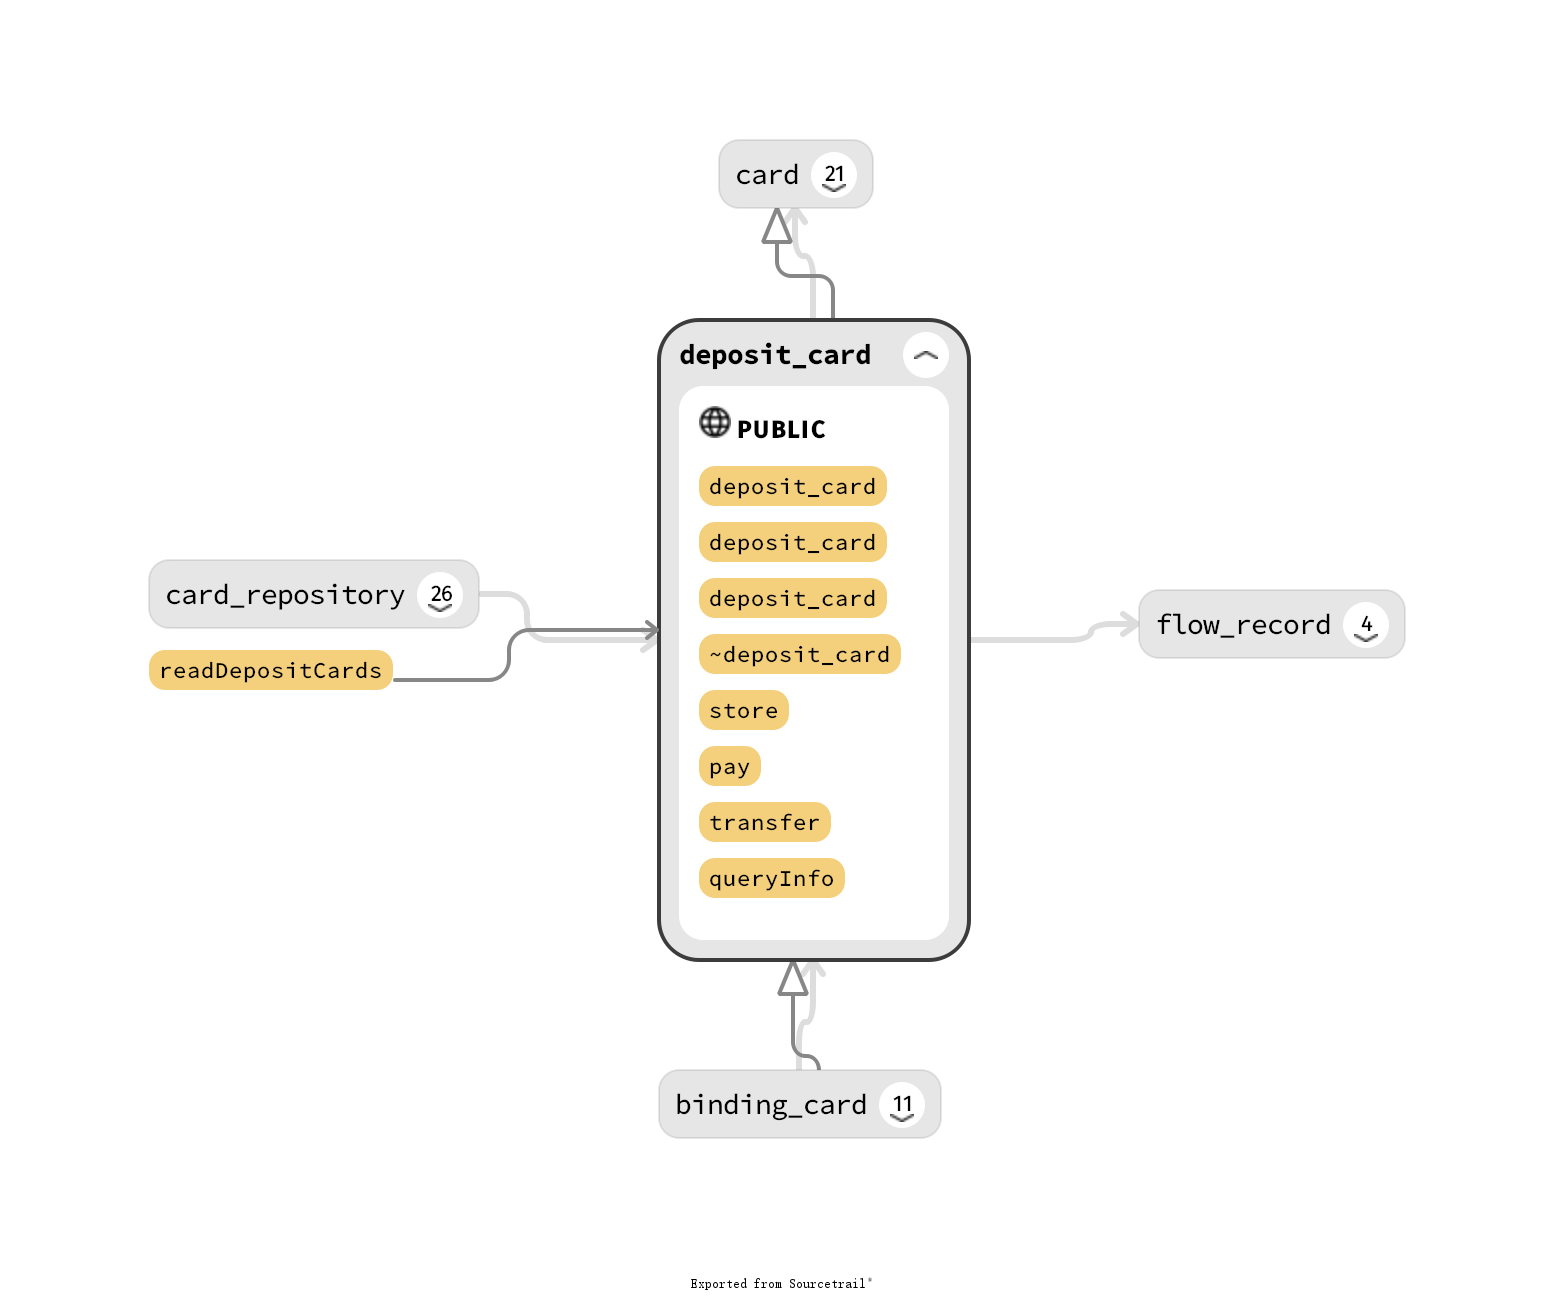 card 21
deposit_card
PUBLIC
deposit_card
deposit_card
deposit_card
~deposit_card
store
pay
transfer
queryInfo
card_repository 26
readDepositCards
flow_record 4
binding_card 11
Exported from Sourcetrail®